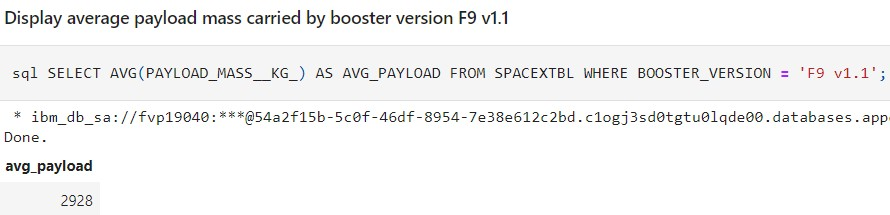 Display average payload mass carried by booster version F9 v1.1
sql SELECT AVG(PAYLOAD_MASS__KG_) AS AVG_PAYLOAD FROM SPACEXTBL WHERE BOOSTER_VERSION = 'F9 v1.1';
* ibm_db_sa://fvp19040:***@54a2f15b-5c0f-46df-8954-7e38e612c2bd.c1ogj3sd0tgtu0lqde00.databases.appd
Done.
avg_payload
2928